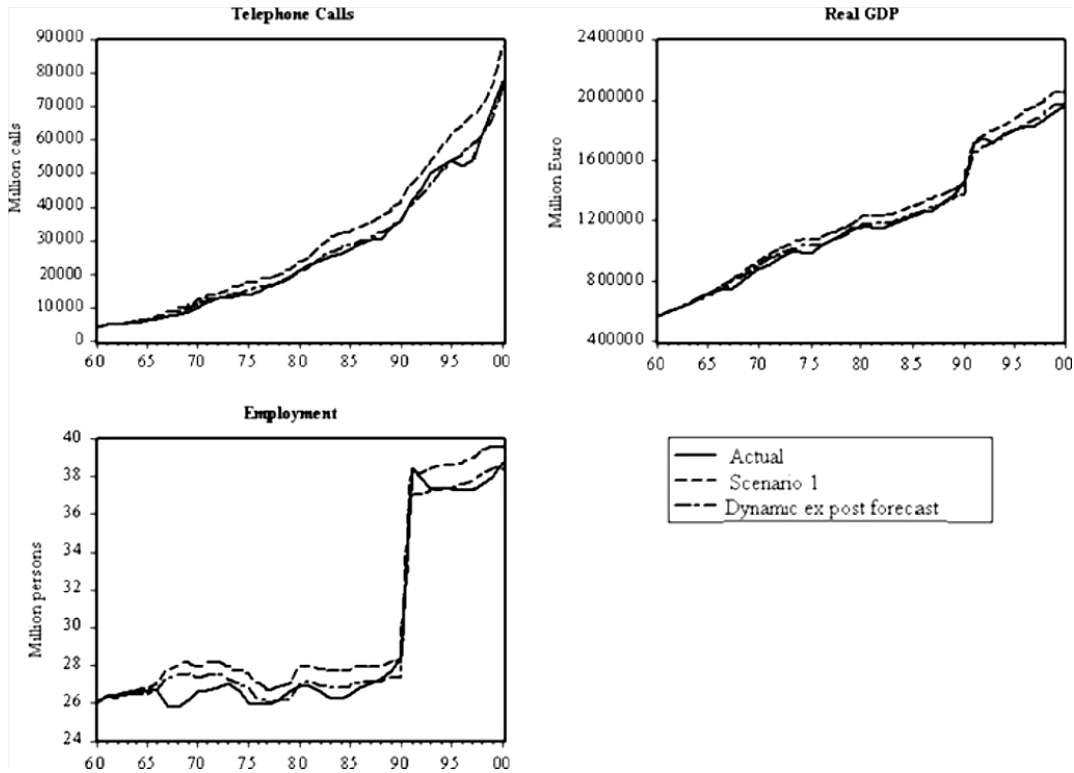 Telephone Calls
90000
80000
70000
60000
50000
40000
30000
20000
10000
0
Million calls
60 65 70 75 80 85 90 95 00
Real GDP
2400000
2000000
1600000
1200000
800000
400000
Million Euro
60 65 70 75 80 85 90 95 00
Employment
40
38
36
34
32
30
28
26
24
Million persons
60 65 70 75 80 85 90 95 00
Actual
Scenario 1
Dynamic ex post forecast